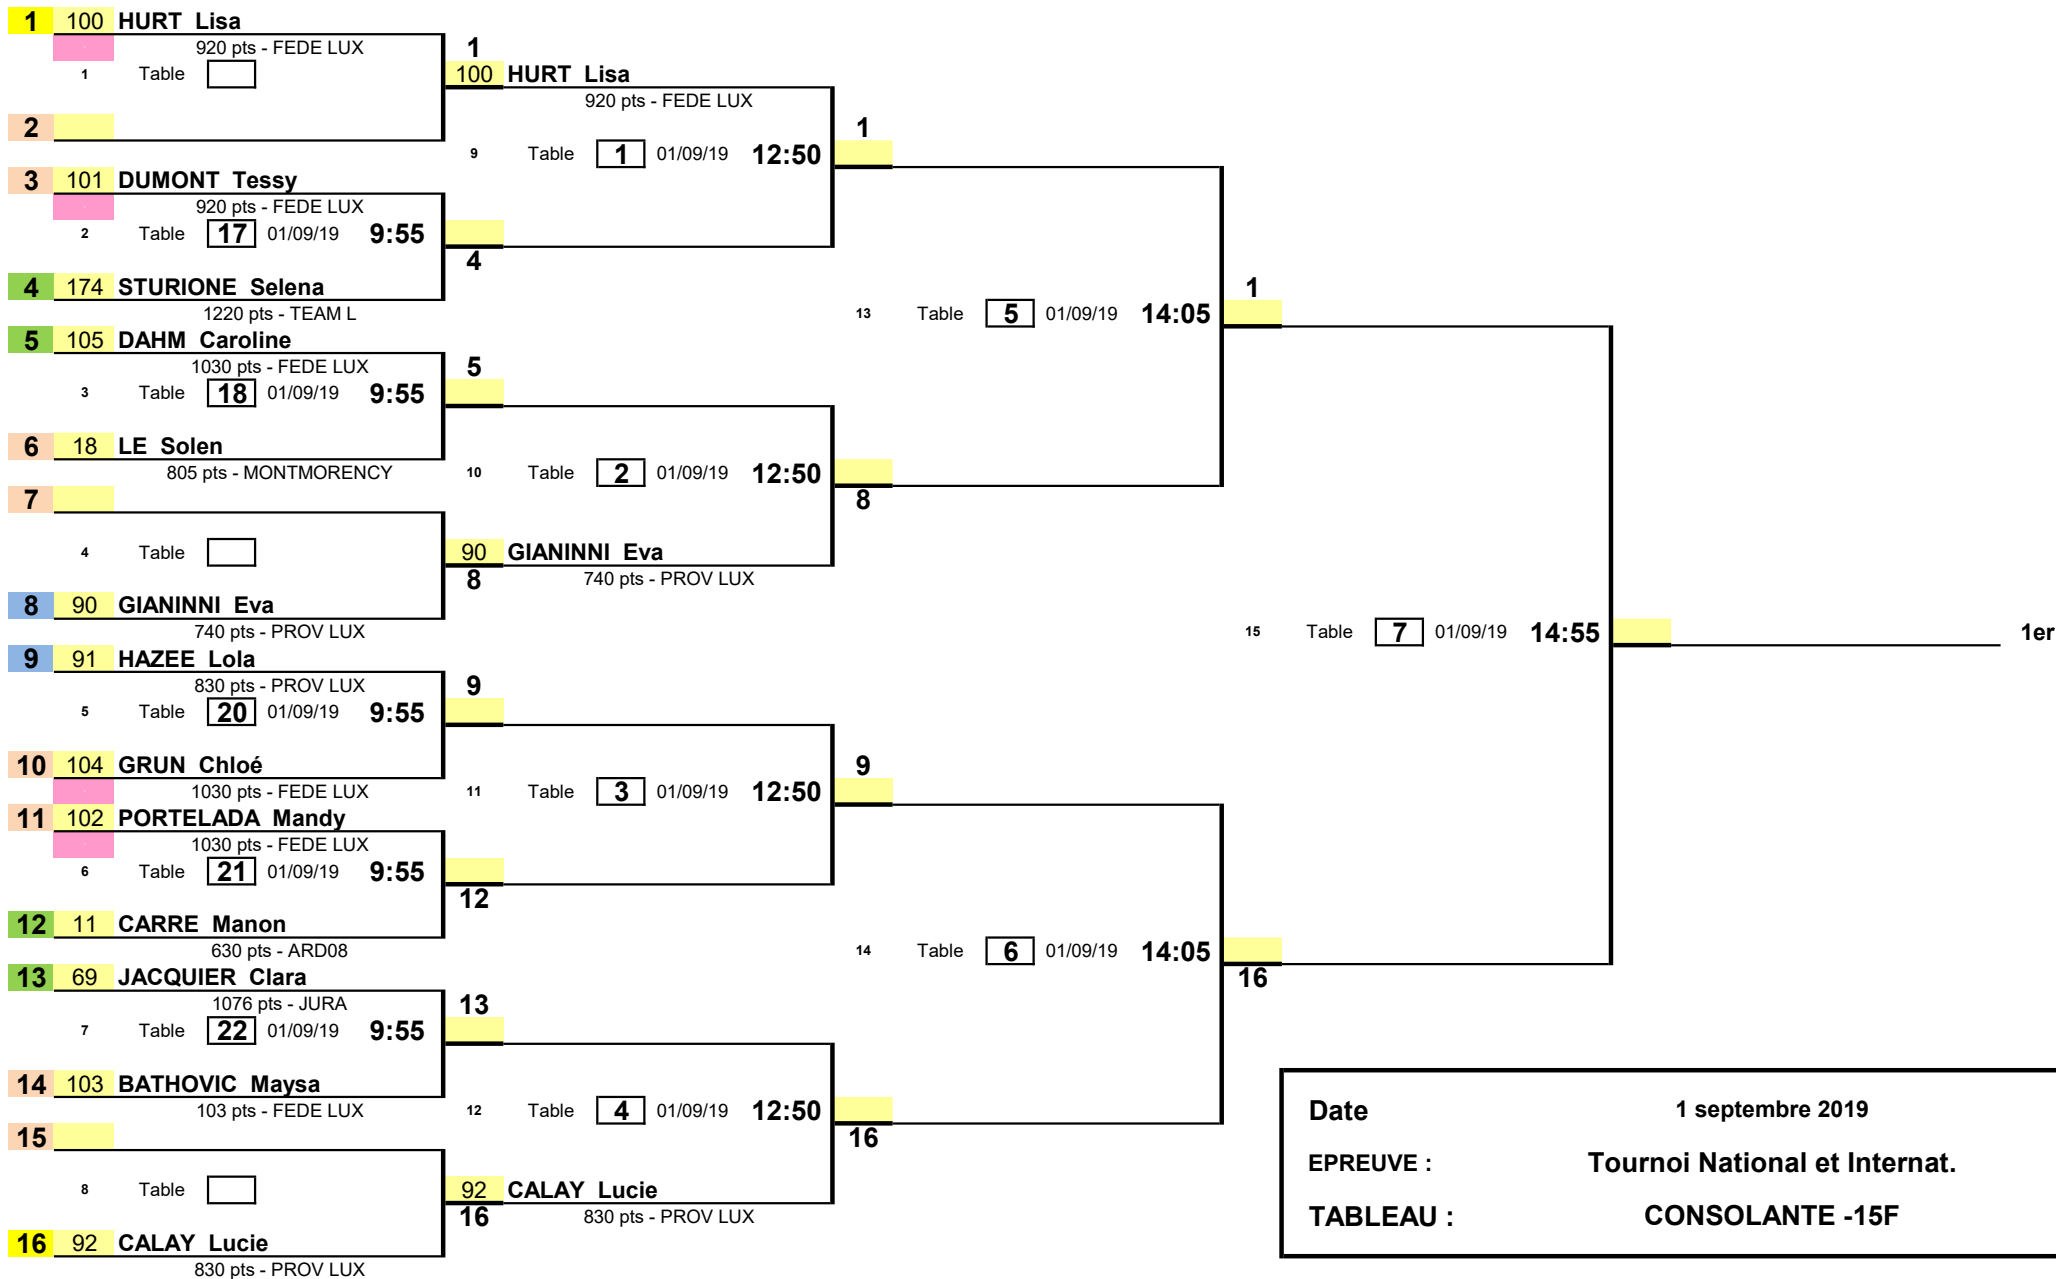 1 100 HURT Lisa
920 pts - FEDE LUX
1 Table
2
1
100 HURT Lisa
920 pts - FEDE LUX
9 Table 1 01/09/19 12:50
3 101 DUMONT Tessy
920 pts - FEDE LUX
2 Table 17 01/09/19 9:55
4
4 174 STURIONE Selena
1220 pts - TEAM L
1
13 Table 5 01/09/19 14:05
5 105 DAHM Caroline
1030 pts - FEDE LUX
3 Table 18 01/09/19 9:55
5
6 18 LE Solen
805 pts - MONTMORENCY
10 Table 2 01/09/19 12:50
8
7
4 Table
90 GIANINNI Eva
8 740 pts - PROV LUX
8 90 GIANINNI Eva
740 pts - PROV LUX
1
15 Table 7 01/09/19 14:55
1er
9 91 HAZEE Lola
830 pts - PROV LUX
5 Table 20 01/09/19 9:55
9
10 104 GRUN Chloé
1030 pts - FEDE LUX
11 Table 3 01/09/19 12:50
9
11 102 PORTELADA Mandy
1030 pts - FEDE LUX
6 Table 21 01/09/19 9:55
12
12 11 CARRE Manon
630 pts - ARD08
14 Table 6 01/09/19 14:05
16
13 69 JACQUIER Clara
1076 pts - JURA
7 Table 22 01/09/19 9:55
13
14 103 BATHOVIC Maysa
103 pts - FEDE LUX
12 Table 4 01/09/19 12:50
16
15
8 Table
92 CALAY Lucie
16 830 pts - PROV LUX
16 92 CALAY Lucie
830 pts - PROV LUX
Date 1 septembre 2019
EPREUVE : Tournoi National et Internat.
TABLEAU : CONSOLANTE -15F